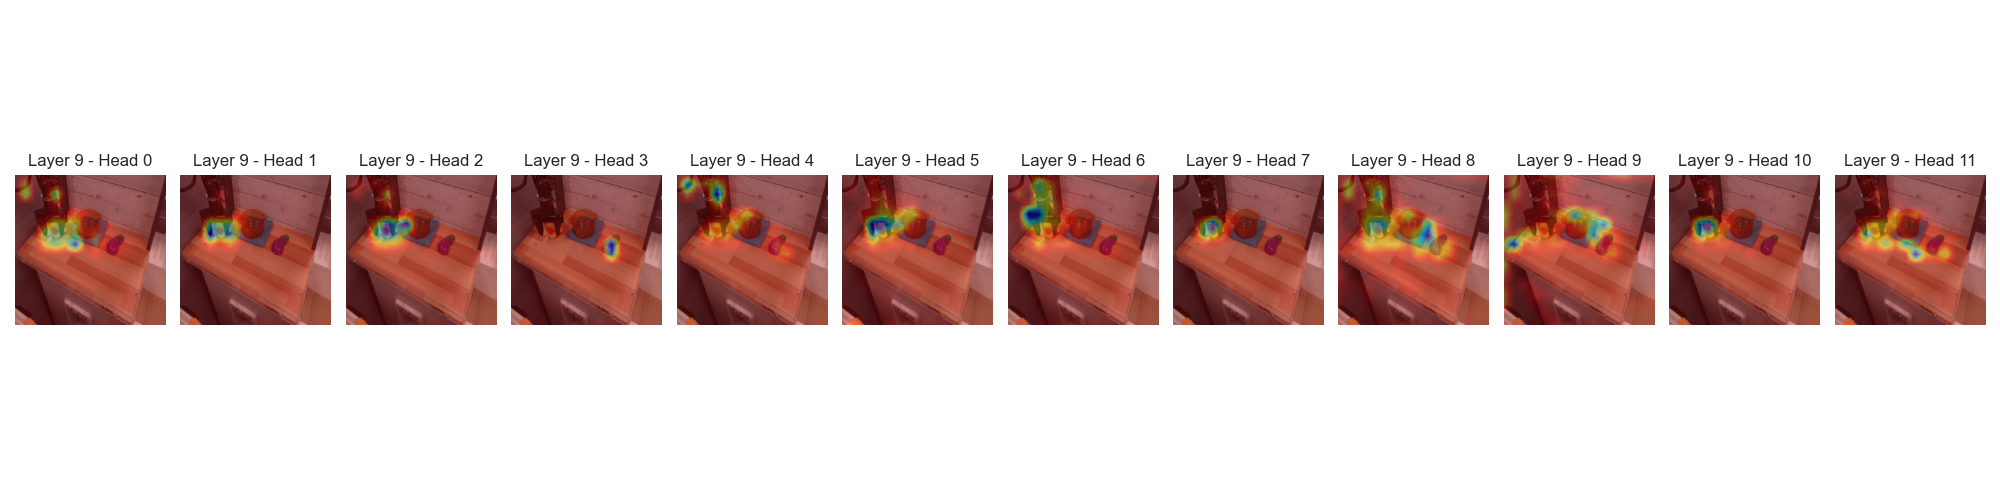 Layer 9 - Head 0
Layer 9 - Head 1
Layer 9 - Head 2
Layer 9 - Head 3
Layer 9 - Head 4
Layer 9 - Head 5
Layer 9 - Head 6
Layer 9 - Head 7
Layer 9 - Head 8
Layer 9 - Head 9
Layer 9 - Head 10
Layer 9 - Head 11